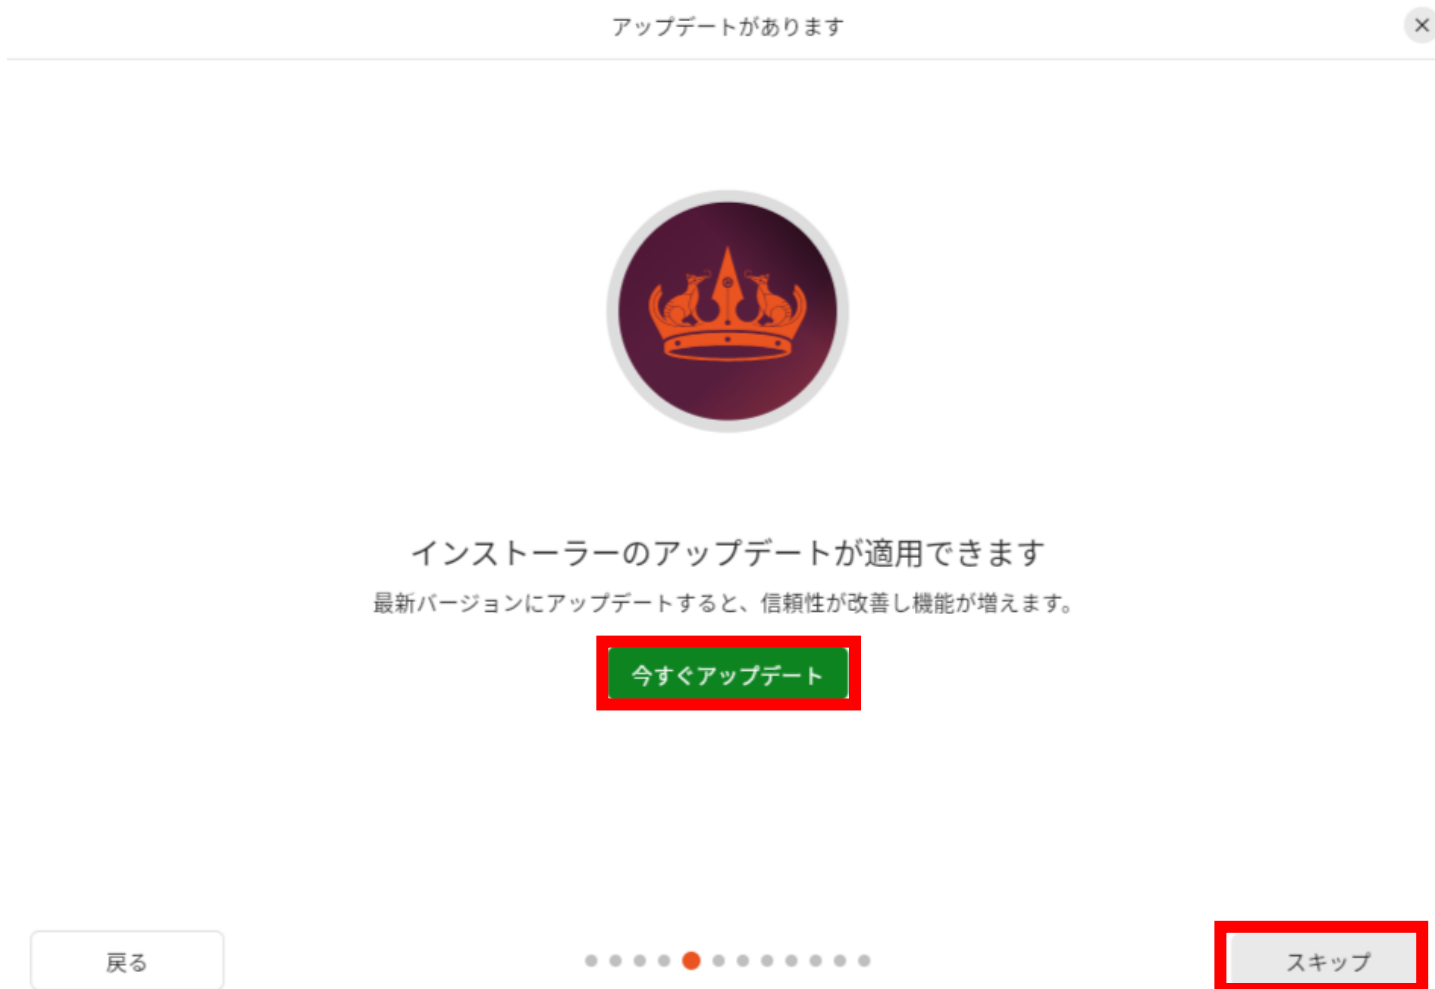 アップデートがあります
インストーラーのアップデートが適用できます
最新バージョンにアップデートすると、信頼性が改善し機能が増えます。
今すぐアップデート
戻る
スキップ